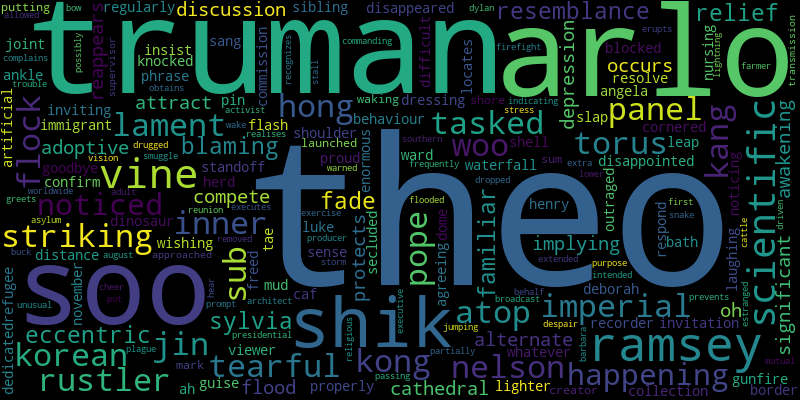 putting bow regularly sibling disappeared resemblance dylan relief
allowed discussion
truman arlo
joint insist sang commanding firefight erupts
complains knocked recognizes stall blocked occurs farmer
ankle possibly supervisor reappears phrase commission difficult locates nursing lightning transmission
trouble obtains activist resolve
artificial inviting attract pin hong waking dressing shore indicating depression angela panel
flock immigrant lament flash behaviour stress slap cornered
adoptive drugged blaming wake realises shoulder launched tasked woo shell torus leap kang scientific awakening
goodbye vision smuggle standoff proud ward southern sum extra disappointed
confirm vine herd warned enormous frequently waterfall lower noticing
worldwide adult compete theo dropped first
greets noticed reunion executes exercise fade flooded henry outraged snake
asylum dinosaur inner luke producer pope dome familiar respond driven cattle
striking wishing removed sense protects secluded agreeing implying bath
buck distance august approached tae freed storm extended purpose laughing significant
soo sub hear mud caf behalf intended deborah estranged
november cheer pot prompt architect shik broadcast atop imperial prevents oh
unusual sylvia presidential executive jumping despair recorder invitation
dedicated refugee eccentric jin viewer religious partially alternate barbara ramsey
korean plague mark tearful kong whatever mutual
rustler ah guise flood properly passing nelson happening gunfire
cathedral lighter creator collection border